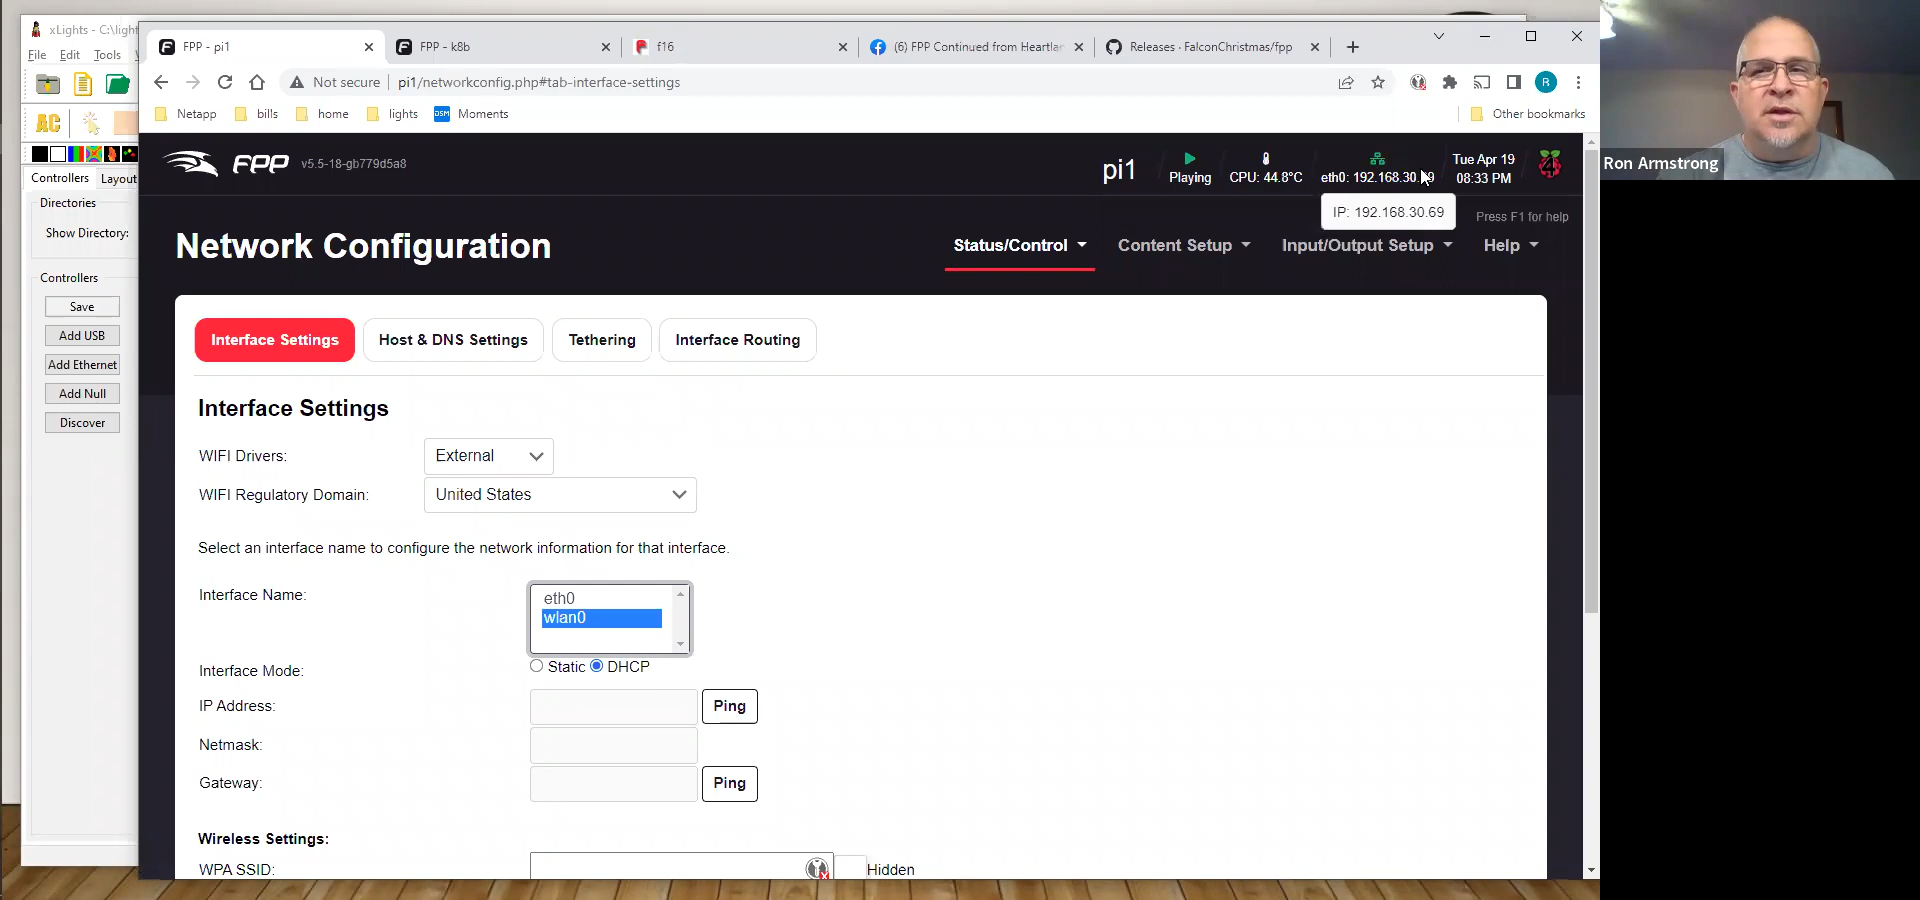 xLights - C:\light
File Edit Tools
AC
Controllers Layout
Directories
Show Directory:
Controllers
Save
Add USB
Add Ethernet
Add Null
Discover
FPP - pi1
FPP - k8b
f16
(6) FPP Continued from Heartlan
Releases · FalconChristmas/fpp
Not secure pi1/networkconfig.php#tab-interface-settings
R
Netapp bills home lights DSM Moments Other bookmarks
FPP v5.5-18-gb779d5a8
pi1
Playing
CPU: 44.8°C
eth0: 192.168.30.69
Tue Apr 19
08:33 PM
4
IP: 192.168.30.69
Press F1 for help
Network Configuration
Status/Control Content Setup Input/Output Setup Help
Interface Settings Host & DNS Settings Tethering Interface Routing
Interface Settings
WIFI Drivers: External
WIFI Regulatory Domain: United States
Select an interface name to configure the network information for that interface.
Interface Name: eth0
wlan0
Interface Mode: Static DHCP
IP Address: Ping
Netmask:
Gateway: Ping
Wireless Settings:
WPA SSID: Hidden
Ron Armstrong